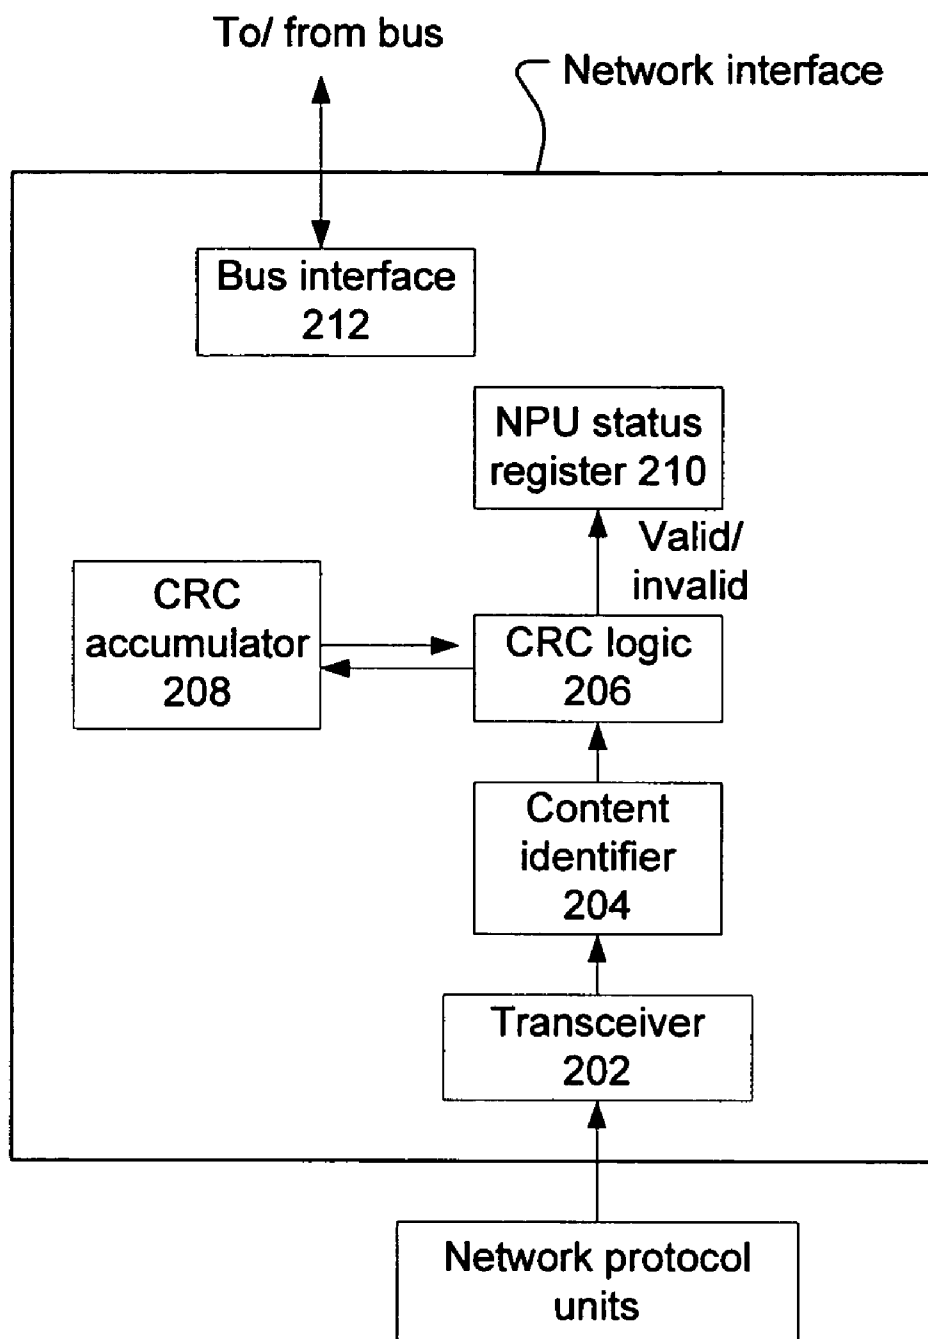 To/ from bus
Network interface
Bus interface
212
NPU status
register 210
Valid/
invalid
CRC
accumulator
208
CRC logic
206
Content
identifier
204
Transceiver
202
Network protocol
units